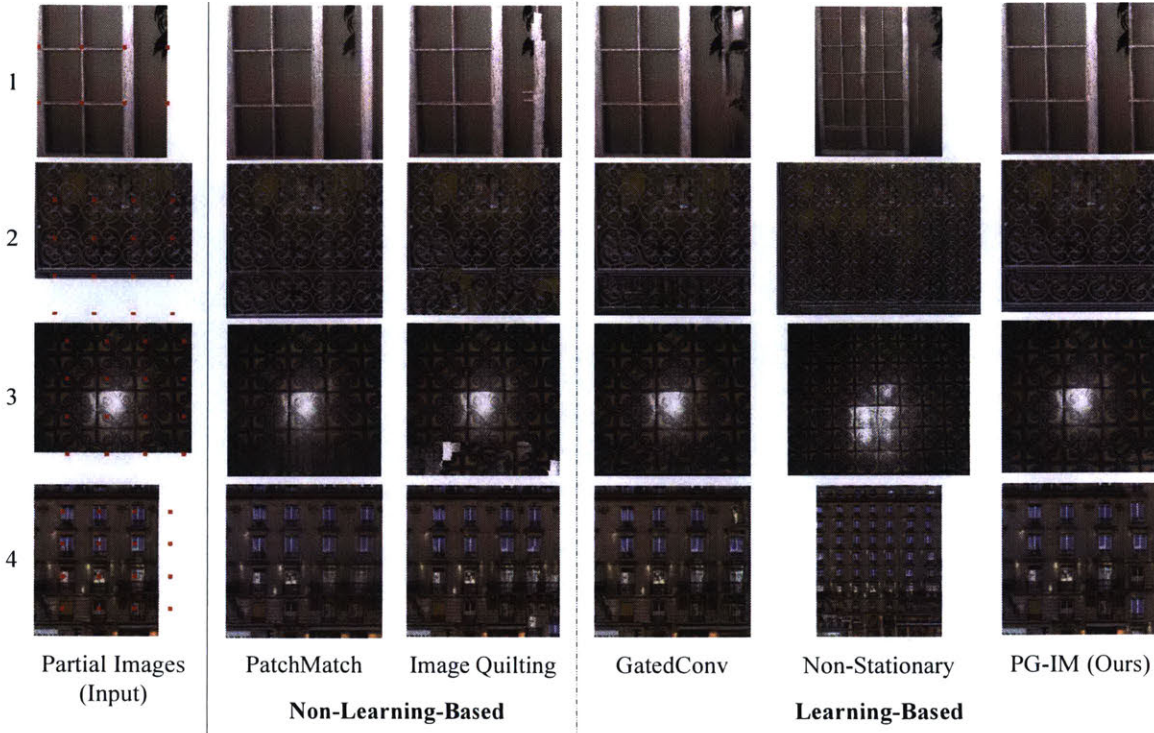 1
2
3
4
Partial Images
(Input)
PatchMatch
Image Quilting
GatedConv
Non-Stationary
PG-IM (Ours)
Non-Learning-Based
Learning-Based